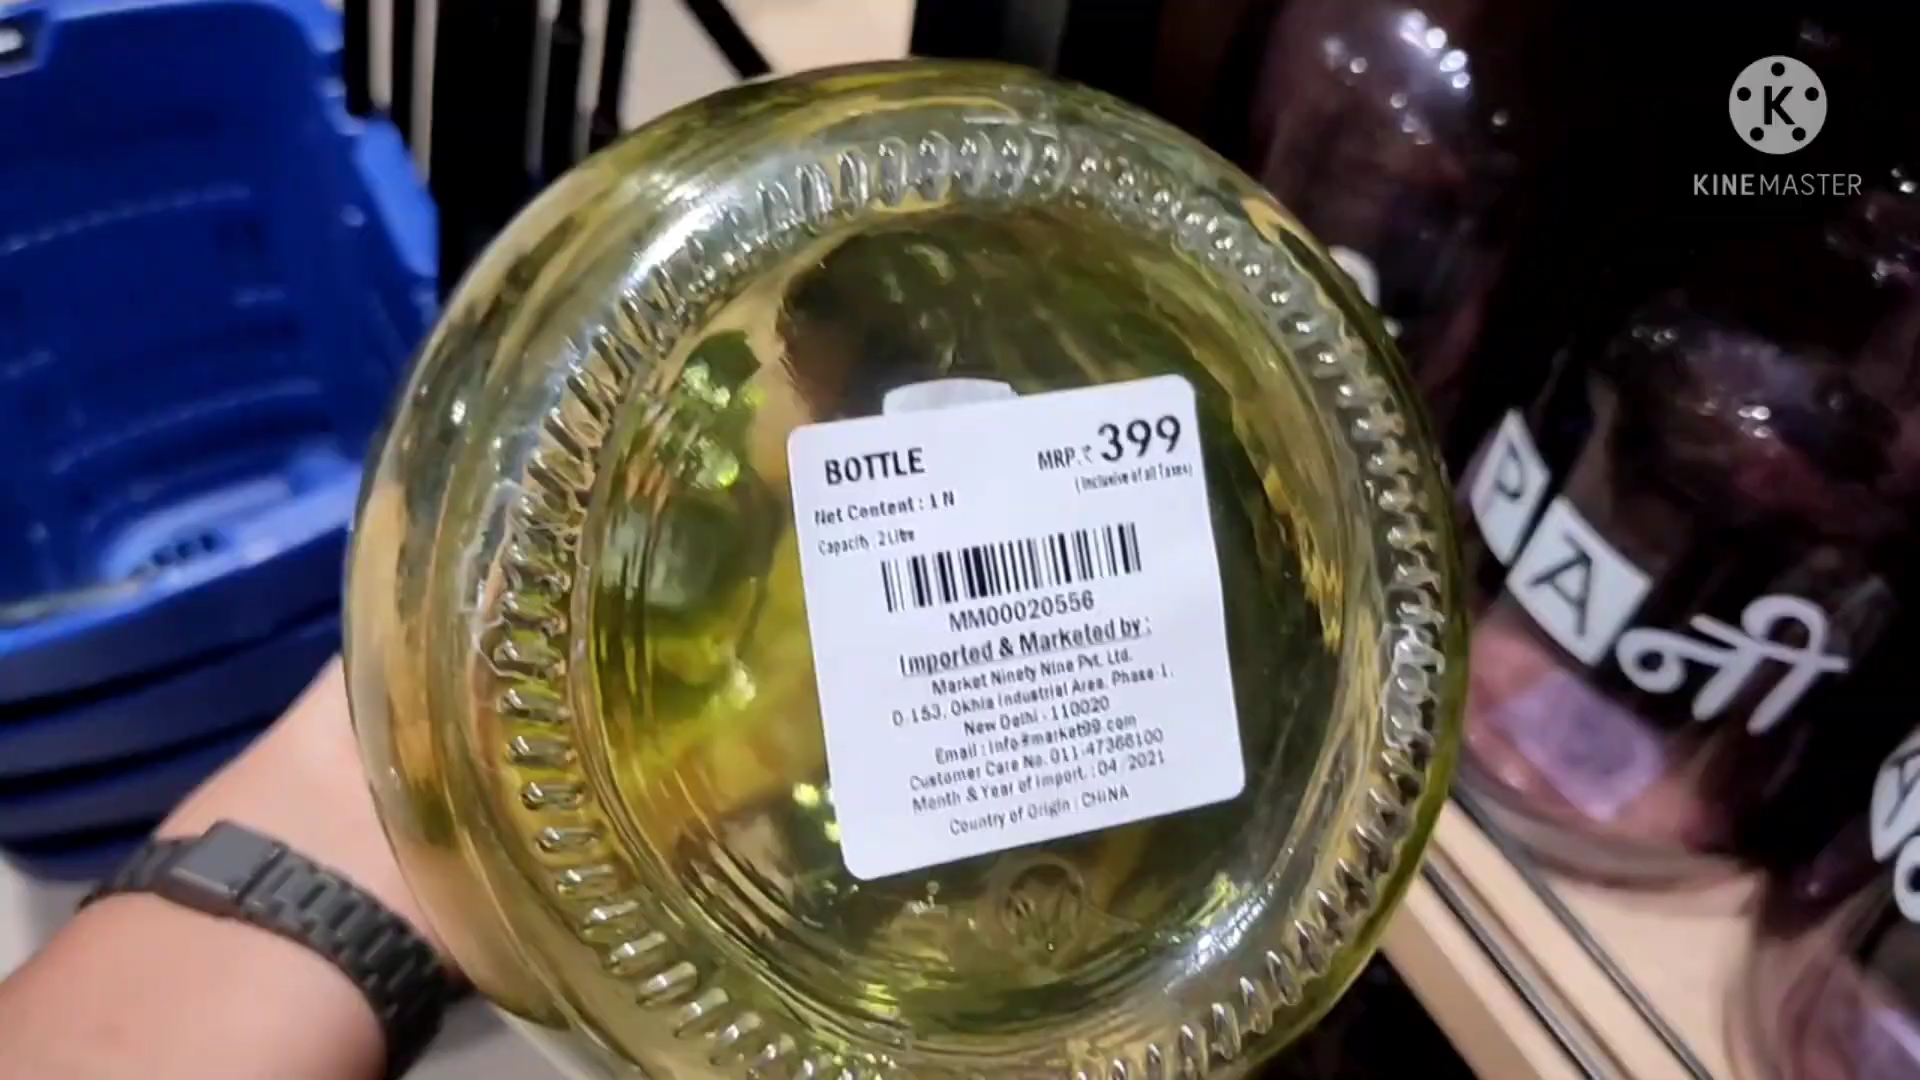 KINEMASTER
BOTTLE
MRP.₹ 399
(Inclusive of all Taxes)
Net Content : 1 N
Capacity : 2 Litre
MM00020556
Imported & Marketed by :
Market Ninety Nine Pvt. Ltd.
D-153, Okhla Industrial Area, Phase-1,
New Delhi - 110020
Email : info@market99.com
Customer Care No. 011-47366100
Month & Year of Import. : 04/2021
Country of Origin : CHINA
PAनी